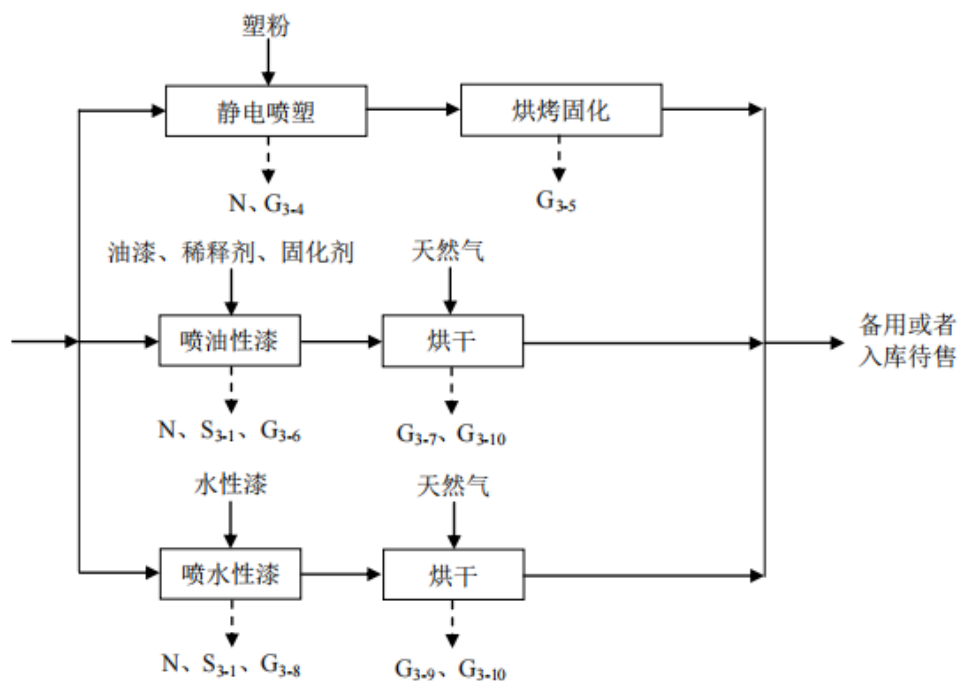 塑粉
静电喷塑
烘烤固化
N、G3-4
G3-5
油漆、稀释剂、固化剂
天然气
喷油性漆
烘干
备用或者
入库待售
N、S3-1、G3-6
G3-7、G3-10
水性漆
天然气
喷水性漆
烘干
N、S3-1、G3-8
G3-9、G3-10